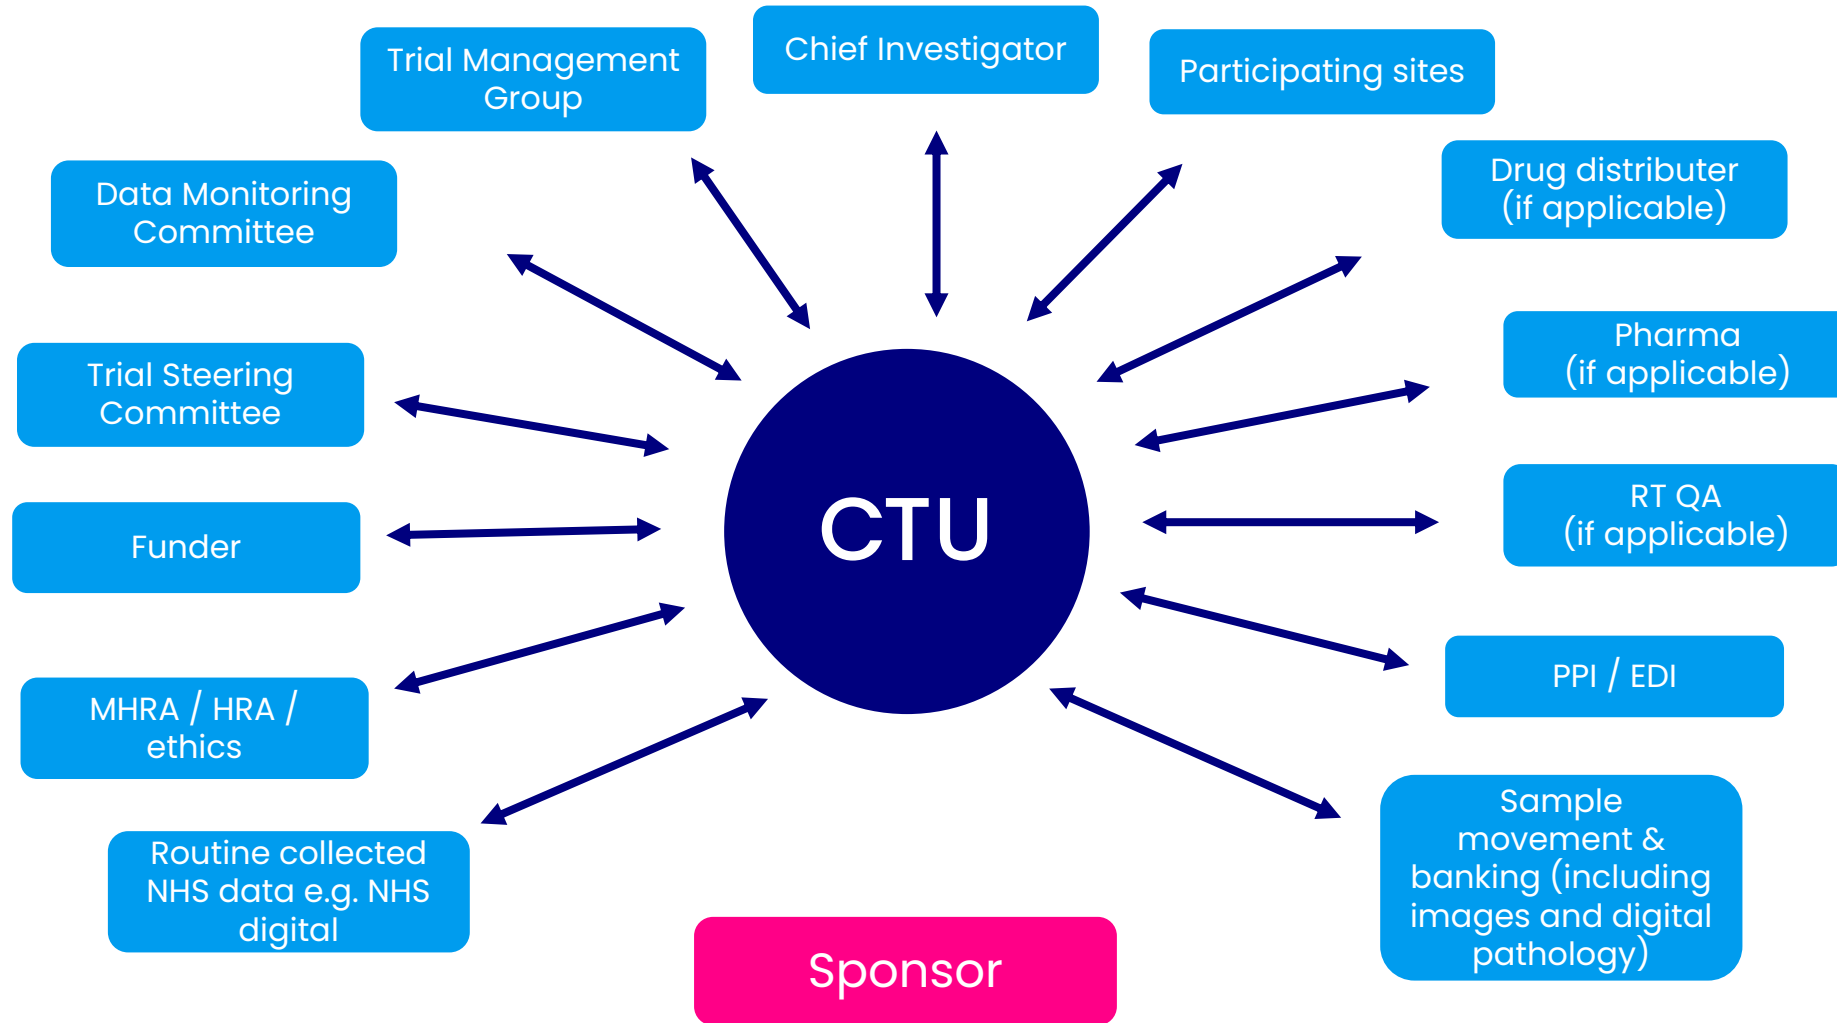 Chief Investigator
Trial Management
Group
Participating sites
Data Monitoring
Committee
Drug distributer
(if applicable)
Trial Steering
Committee
Pharma
(if applicable)
CTU
Funder
RT QA
(if applicable)
MHRA / HRA /
ethics
PPI / EDI
Routine collected
NHS data e.g. NHS
digital
Sample
movement &
banking (including
images and digital
pathology)
Sponsor